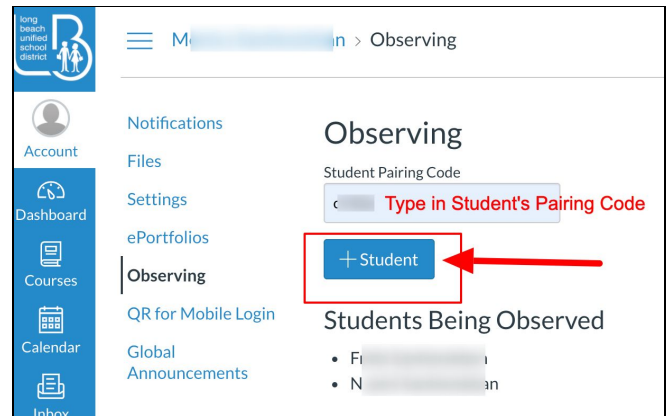 long
beach
unified
school
district
> Observing
Account
Dashboard
Courses
Calendar
Inbox
Notifications
Files
Settings
ePortfolios
Observing
QR for Mobile Login
Global
Announcements
Observing
Student Pairing Code
Type in Student's Pairing Code
+ Student
Students Being Observed